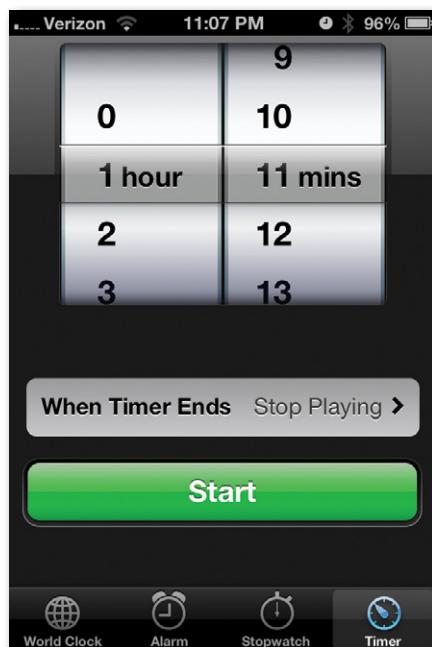 Verizon 11:07 PM 96%
9
0 10
1 hour 11 mins
2 12
3 13
When Timer Ends Stop Playing
Start
World Clock Alarm Stopwatch Timer